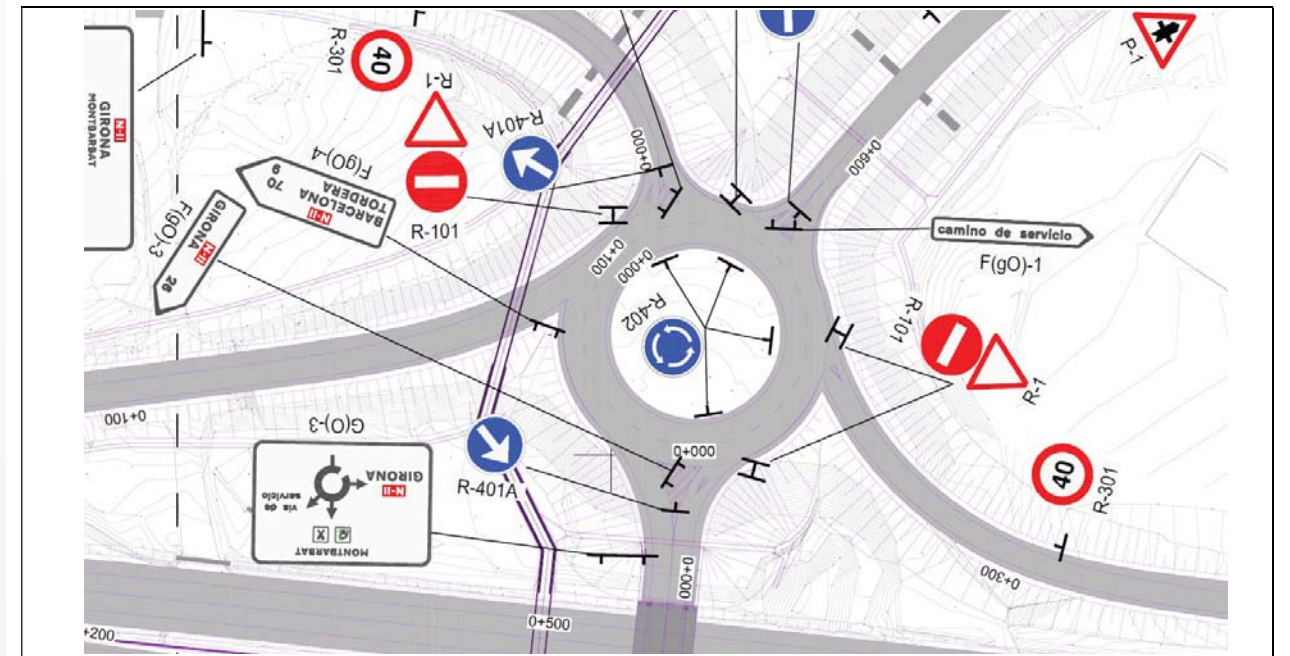 N-II
GIRONA
MONTBARBAT
R-301
40
R-1
R-401A
R-101
F(gO)-4
BARCELONA N-II
TORDERA
70
9
F(gO)-3
GIRONA N-II 26
P-1
0+000
0+600
camino de servicio
F(gO)-1
0+100
0+000
R-402
R-101
R-1
0+100
G(O)-3
0+000
N-II
GIRONA
vía de
servicio
MONTBARBAT
R-401A
40
R-301
0+000
0+300
0+500
+200